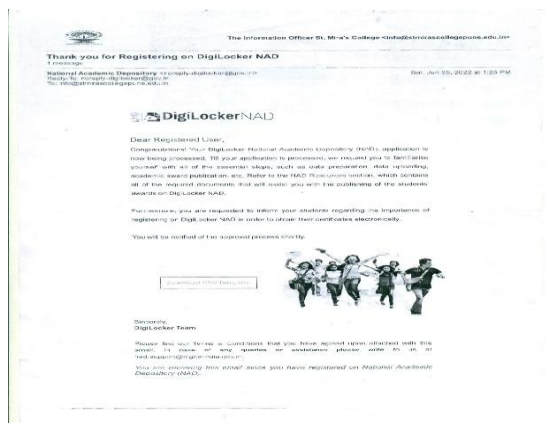 The Information Officer St. Mira's College <info@stmirascollegepune.edu.in>
Thank you for Registering on DigiLocker NAD
1 message
National Academic Depository
To: info@stmirascollegepune.edu.in
Sat, Jun 25, 2022 at 1:25 PM
DigiLockerNAD
Dear Registered User,
Congratulations! Your DigiLocker National Academic Depository (NAD), application is
now being processed. Till your application is processed, we request you to familiarise
yourself with all of the essential steps, such as data preparation, data uploading,
academic award publication, etc. Refer to the NAD Resources section, which contains
all of the required documents that will assist you with the publishing of the students'
awards on DigiLocker NAD.
Furthermore, you are requested to inform your students regarding the importance of
registering on DigiLocker NAD in order to obtain their certificates electronically.
You will be notified of the approval process shortly.
Download
Sincerely,
DigiLocker Team
Please find our Terms & Conditions that you have agreed upon attached with this
email. In case of any queries or assistance please write to us at
You are receiving this email since you have registered on National Academic
Depository (NAD).